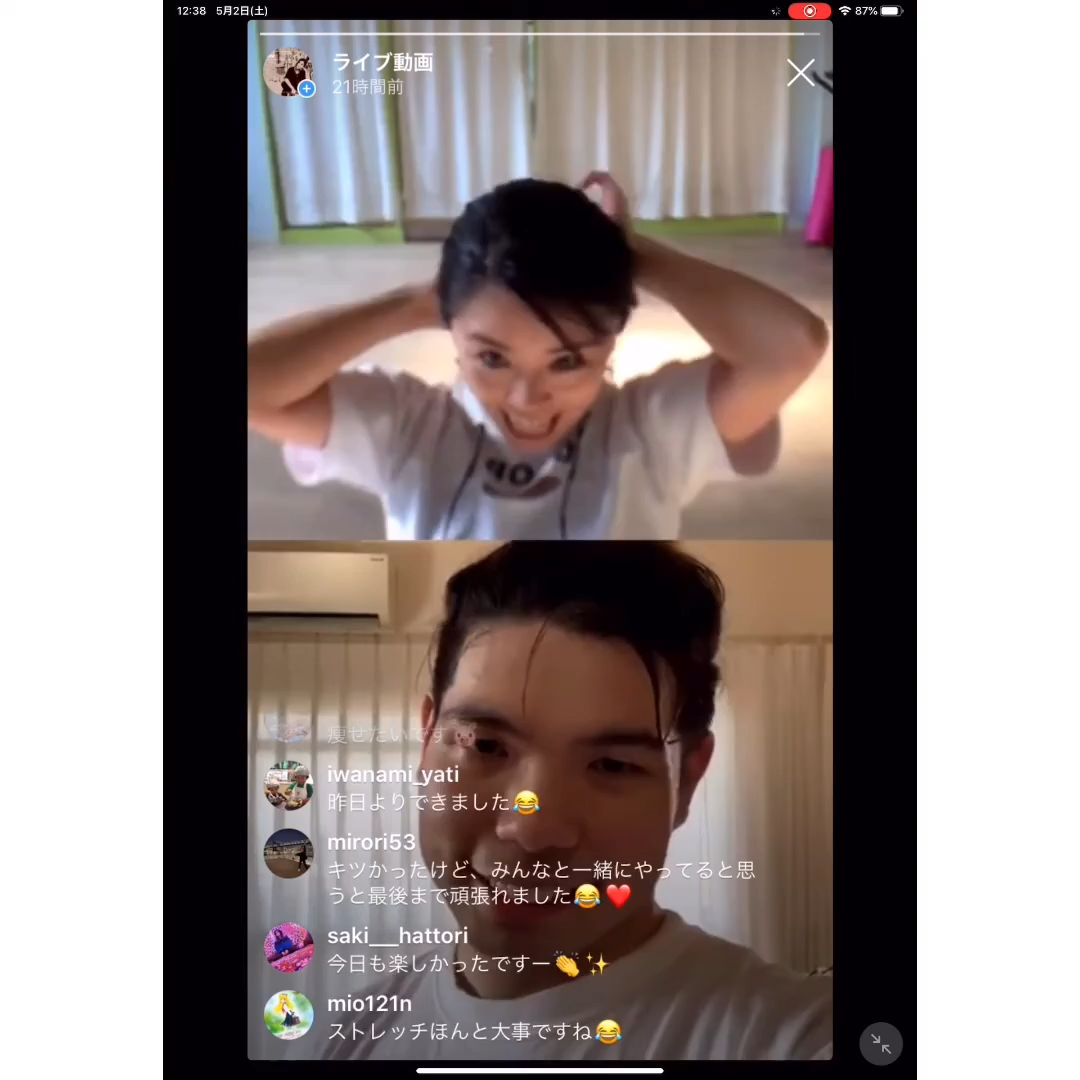 12:38 5月2日(土)
87%
ライブ動画
21時間前
痩せたいです🐷
iwanami_yati
昨日よりできました😂
mirori53
キツかったけど、みんなと一緒にやってると思
うと最後まで頑張れました😂❤️
saki___hattori
今日も楽しかったですー👏✨
mio121n
ストレッチほんと大事ですね😂